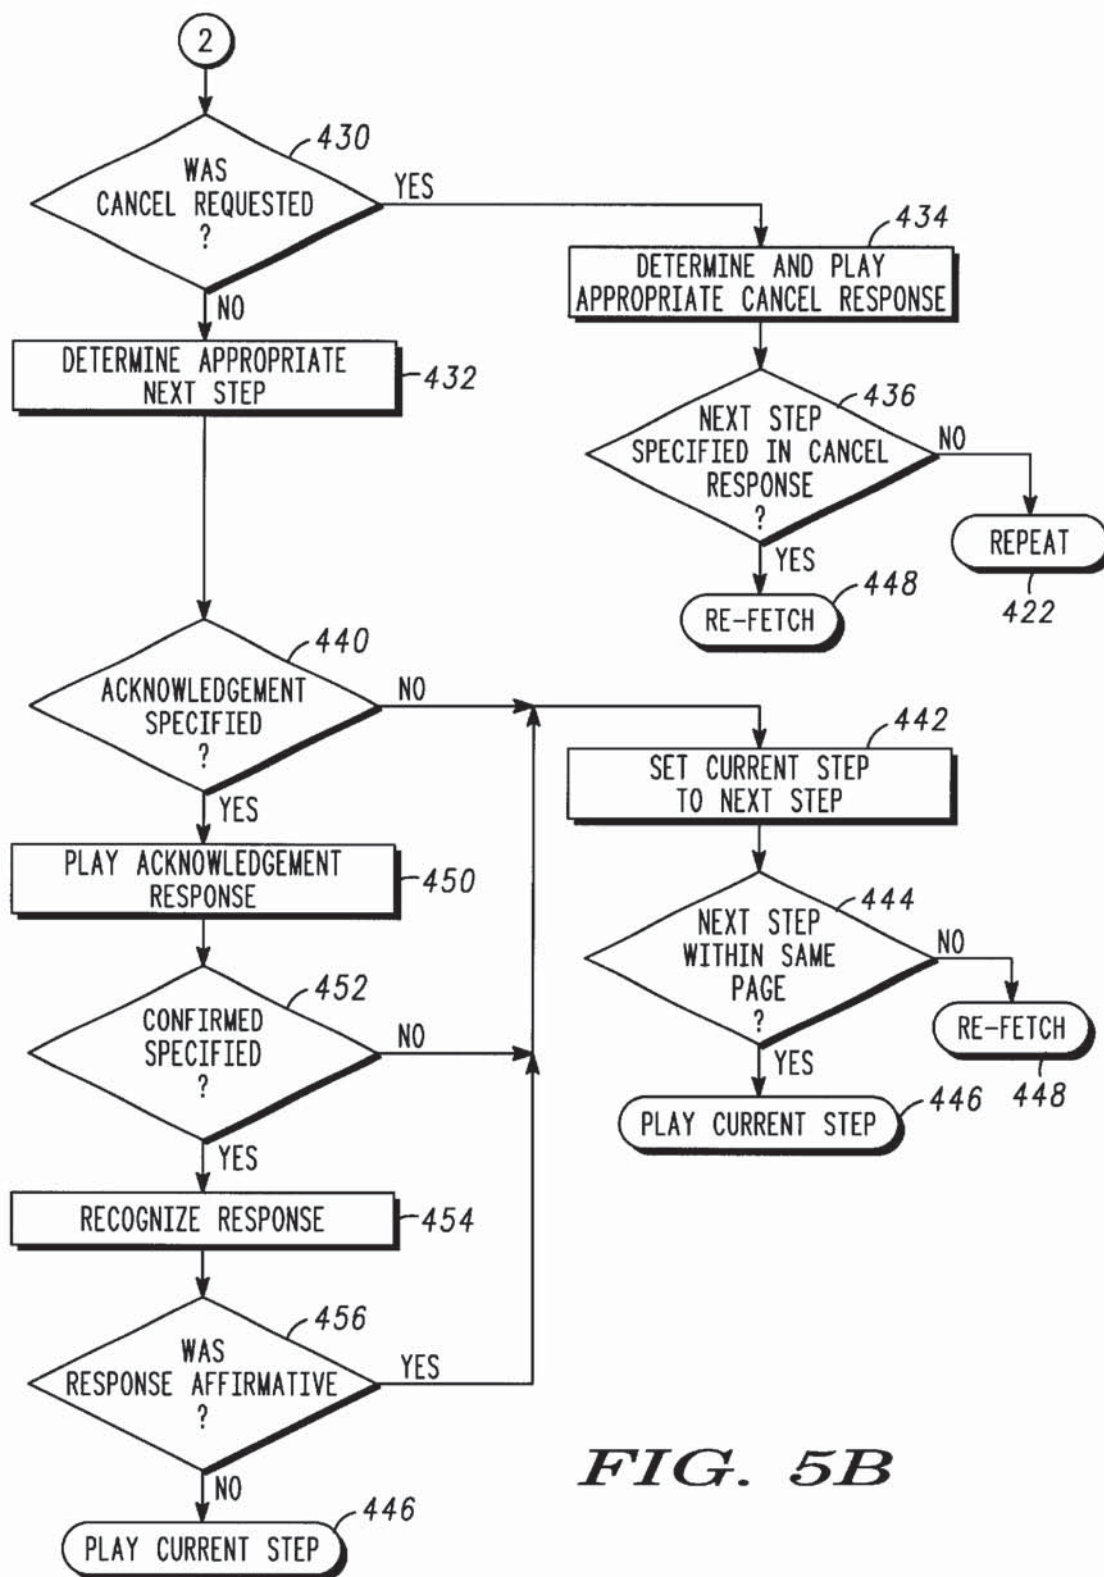 2
430
WAS
CANCEL REQUESTED
?
YES
NO
434
DETERMINE AND PLAY
APPROPRIATE CANCEL RESPONSE
DETERMINE APPROPRIATE
NEXT STEP
432
436
NEXT STEP
SPECIFIED IN CANCEL
RESPONSE
?
NO
YES
REPEAT
422
448
RE-FETCH
440
ACKNOWLEDGEMENT
SPECIFIED
?
NO
YES
442
SET CURRENT STEP
TO NEXT STEP
PLAY ACKNOWLEDGEMENT
RESPONSE
450
444
NEXT STEP
WITHIN SAME
PAGE
?
NO
YES
RE-FETCH
448
PLAY CURRENT STEP
446
452
CONFIRMED
SPECIFIED
?
NO
YES
RECOGNIZE RESPONSE
454
456
WAS
RESPONSE AFFIRMATIVE
?
YES
NO
446
PLAY CURRENT STEP
FIG. 5B